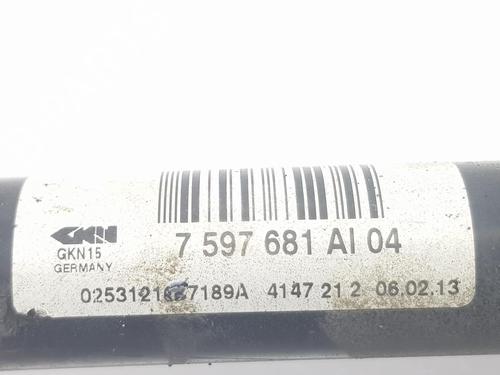 GKN
7 597 681 AI 04
GKN15
GERMANY
4147 21 2 06.02.13